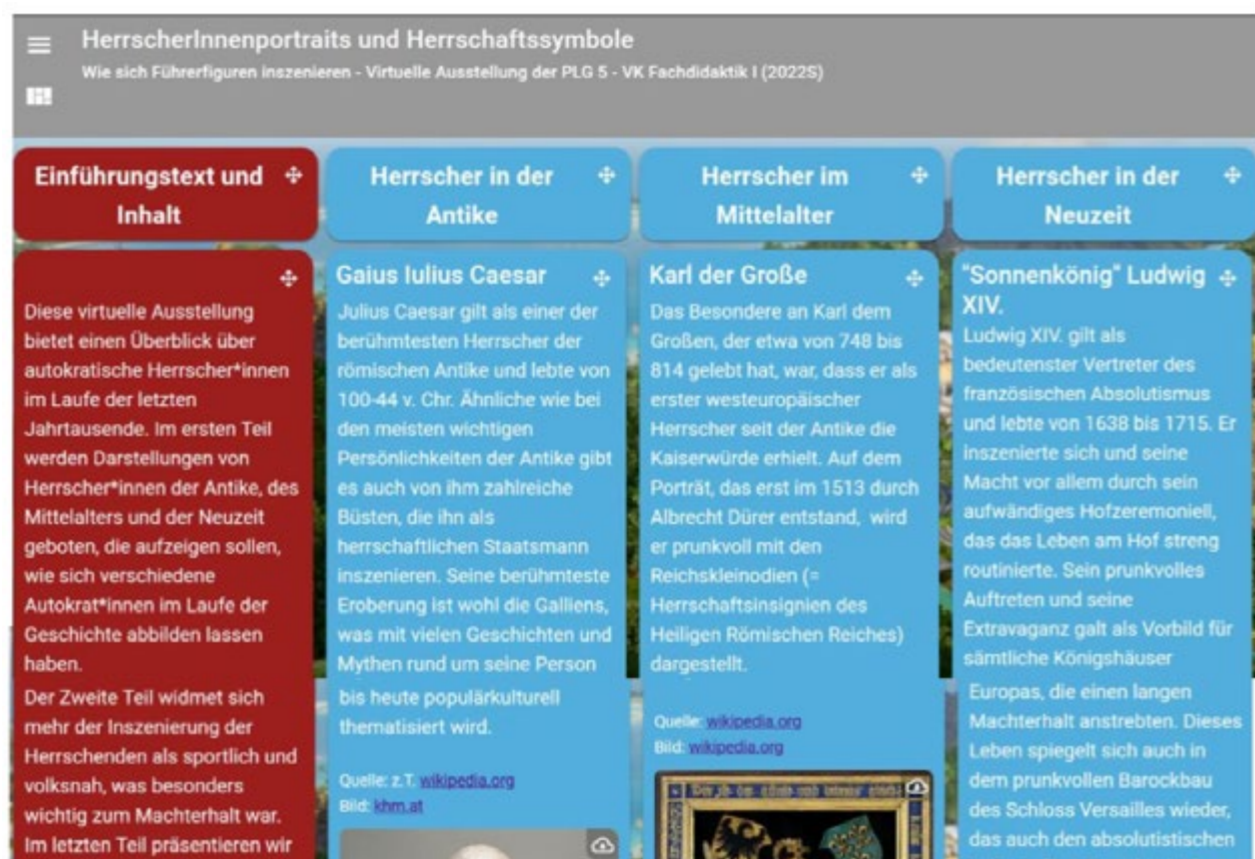 HerrscherInnenportraits und Herrschaftssymbole
Wie sich Führerfiguren inszenieren - Virtuelle Ausstellung der PLG 5 - VK Fachdidaktik I (2022S)
Einführungstext und
Inhalt
Diese virtuelle Ausstellung
bietet einen Überblick über
autokratische Herrscher*innen
im Laufe der letzten
Jahrtausende. Im ersten Teil
werden Darstellungen von
Herrscher*innen der Antike, des
Mittelalters und der Neuzeit
geboten, die aufzeigen sollen,
wie sich verschiedene
Autokrat*innen im Laufe der
Geschichte abbilden lassen
haben.
Der Zweite Teil widmet sich
mehr der Inszenierung der
Herrschenden als sportlich und
volksnah, was besonders
wichtig zum Machterhalt war.
Im letzten Teil präsentieren wir
Herrscher in der
Antike
Gaius Iulius Caesar
Julius Caesar gilt als einer der
berühmtesten Herrscher der
römischen Antike und lebte von
100-44 v. Chr. Ähnliche wie bei
den meisten wichtigen
Persönlichkeiten der Antike gibt
es auch von ihm zahlreiche
Büsten, die ihn als
herrschaftlichen Staatsmann
inszenieren. Seine berühmteste
Eroberung ist wohl die Galliens,
was mit vielen Geschichten und
Mythen rund um seine Person
bis heute populärkulturell
thematisiert wird.
Quelle: z.T. wikipedia.org
Bild: khm.at
Herrscher im
Mittelalter
Karl der Große
Das Besondere an Karl dem
Großen, der etwa von 748 bis
814 gelebt hat, war, dass er als
erster westeuropäischer
Herrscher seit der Antike die
Kaiserwürde erhielt. Auf dem
Porträt, das erst im 1513 durch
Albrecht Dürer entstand, wird
er prunkvoll mit den
Reichskleinodien (=
Herrschaftsinsignien des
Heiligen Römischen Reiches)
dargestellt.
Quelle: wikipedia.org
Bild: wikipedia.org
Herrscher in der
Neuzeit
"Sonnenkönig" Ludwig
XIV.
Ludwig XIV. gilt als
bedeutenster Vertreter des
französischen Absolutismus
und lebte von 1638 bis 1715. Er
inszenierte sich und seine
Macht vor allem durch sein
aufwändiges Hofzeremoniell,
das das Leben am Hof streng
routinierte. Sein prunkvolles
Auftreten und seine
Extravaganz galt als Vorbild für
sämtliche Königshäuser
Europas, die einen langen
Machterhalt anstrebten. Dieses
Leben spiegelt sich auch in
dem prunkvollen Barockbau
des Schloss Versailles wieder,
das auch den absolutistischen